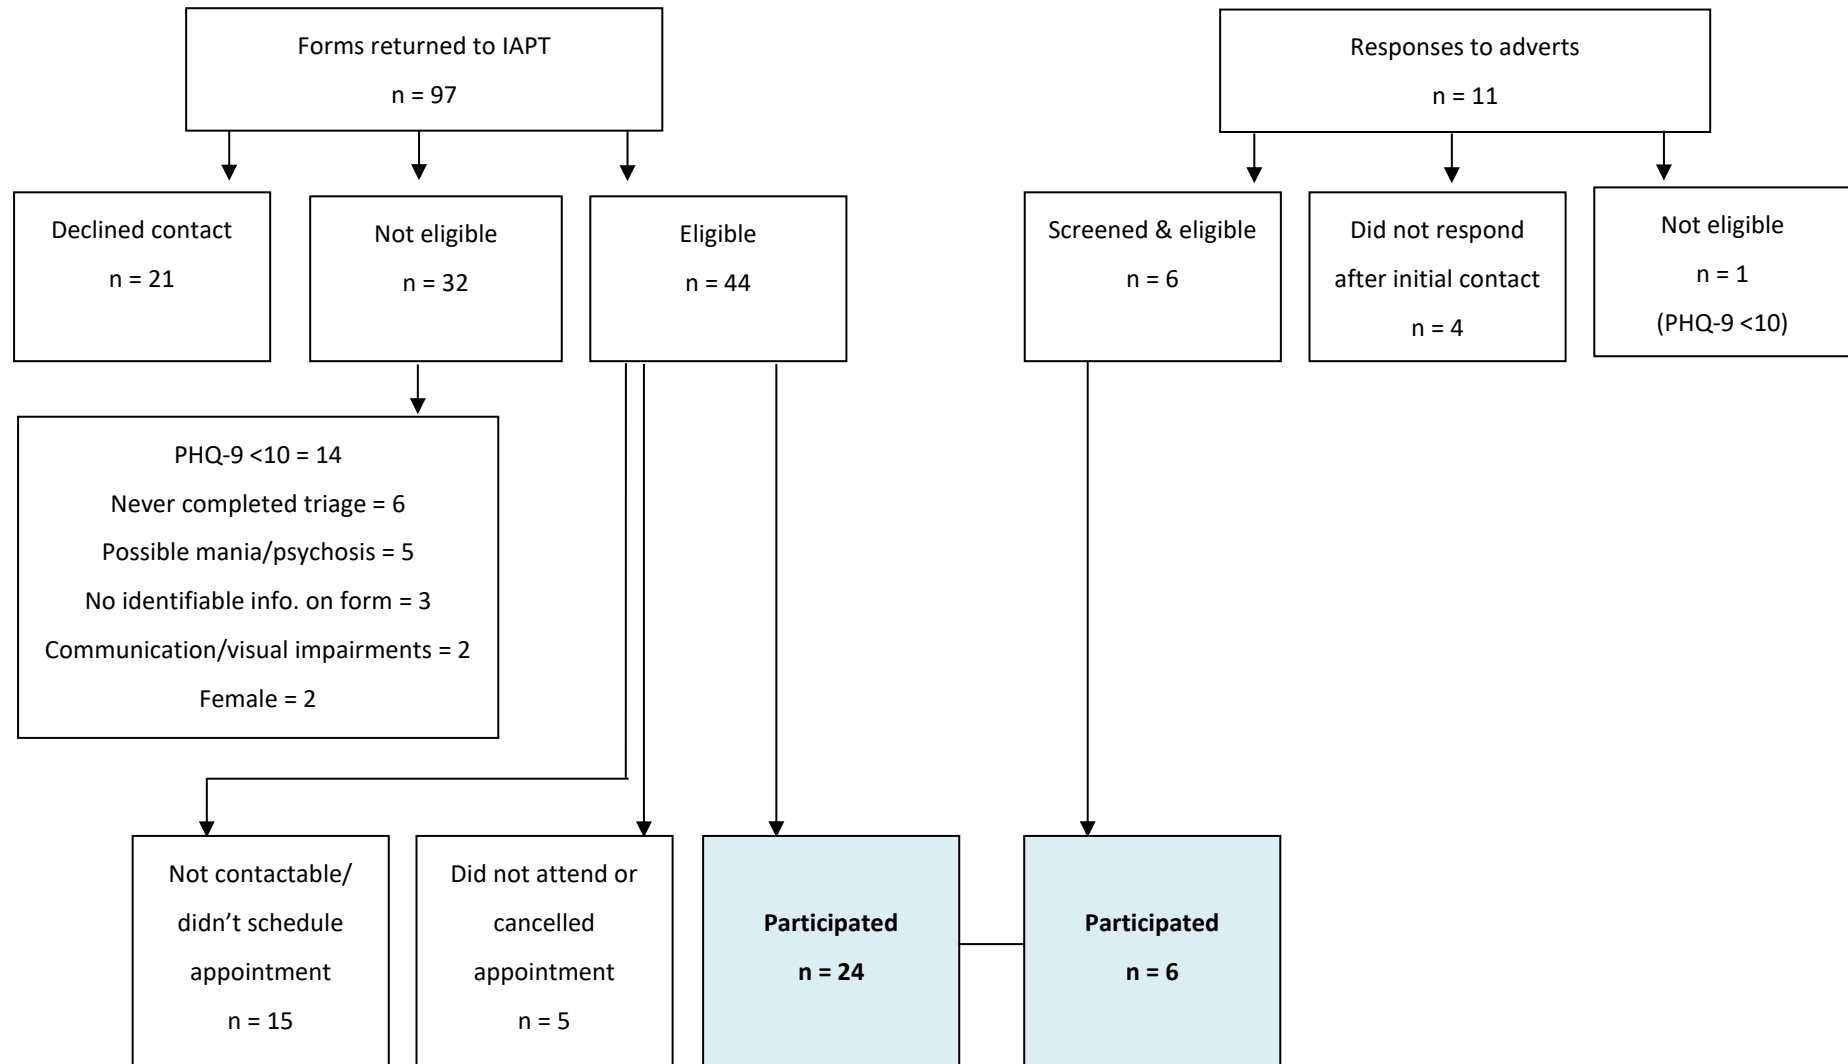 Forms returned to IAPT
n = 97
Responses to adverts
n = 11
Declined contact
n = 21
Not eligible
n = 32
Eligible
n = 44
Screened & eligible
n = 6
Did not respond
after initial contact
n = 4
Not eligible
n = 1
(PHQ-9 <10)
PHQ-9 <10 = 14
Never completed triage = 6
Possible mania/psychosis = 5
No identifiable info. on form = 3
Communication/visual impairments = 2
Female = 2
Not contactable/
didn’t schedule
appointment
n = 15
Did not attend or
cancelled
appointment
n = 5
Participated
n = 24
Participated
n = 6